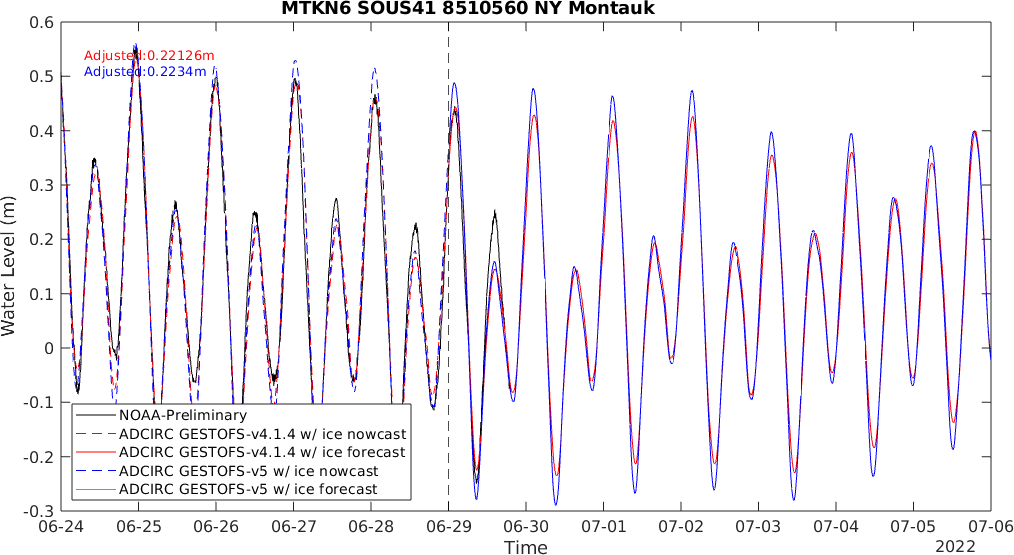 MTKN6 SOUS41 8510560 NY Montauk
Adjusted:0.22126m
Adjusted:0.2234m
Water Level (m)
0.6
0.5
0.4
0.3
0.2
0.1
0
-0.1
-0.2
-0.3
NOAA-Preliminary
ADCIRC GESTOFS-v4.1.4 w/ ice nowcast
ADCIRC GESTOFS-v4.1.4 w/ ice forecast
ADCIRC GESTOFS-v5 w/ ice nowcast
ADCIRC GESTOFS-v5 w/ ice forecast
06-24 06-25 06-26 06-27 06-28 06-29 06-30 07-01 07-02 07-03 07-04 07-05 07-06
Time
2022